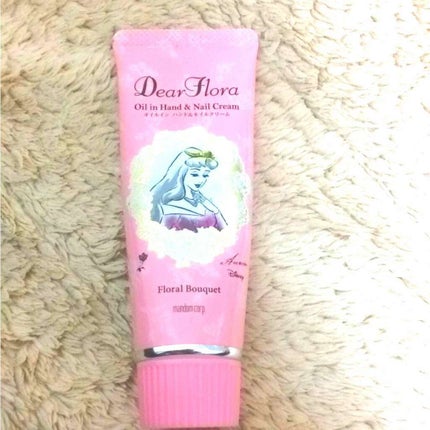 Dear Flora
Oil in Hand & Nail Cream
オイルイン ハンド&ネイルクリーム
Aurora
Disney
Floral Bouquet
mandom corp.